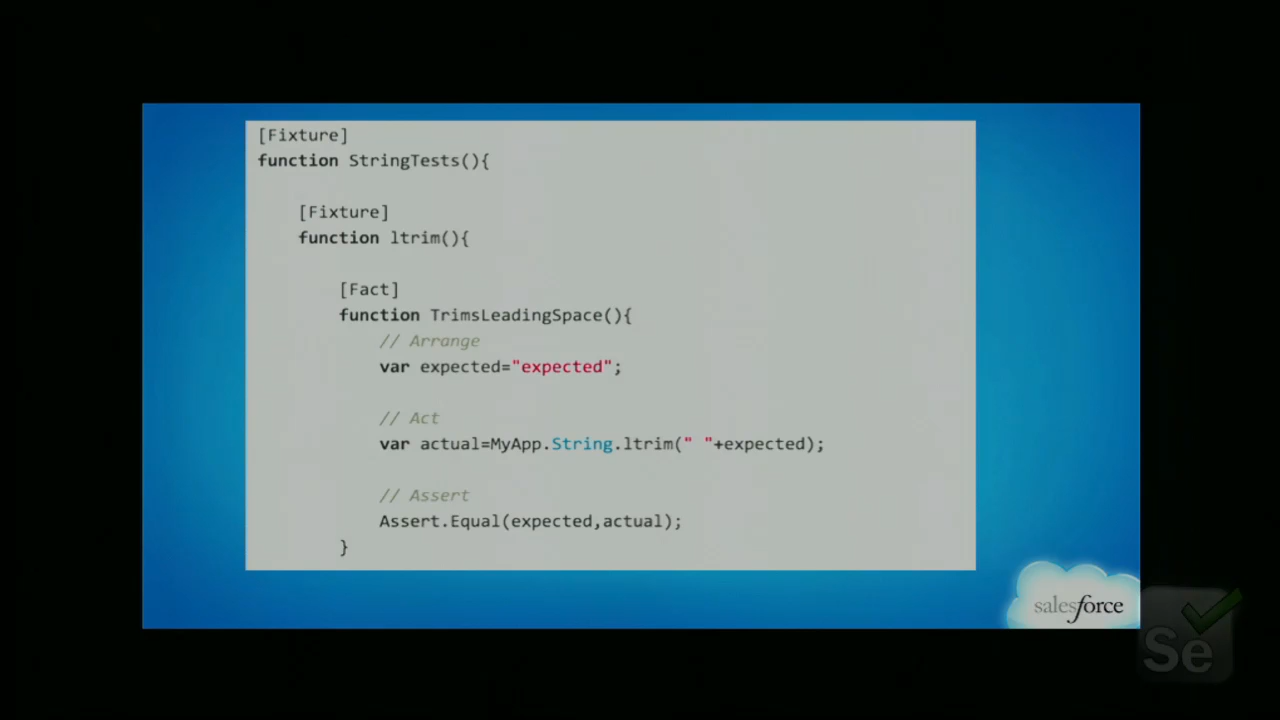 [Fixture]
function StringTests(){
[Fixture]
function ltrim(){
[Fact]
function TrimsLeadingSpace(){
// Arrange
var expected="expected";
// Act
var actual=MyApp.String.ltrim(" "+expected);
// Assert
Assert.Equal(expected,actual);
}
salesforce
Se